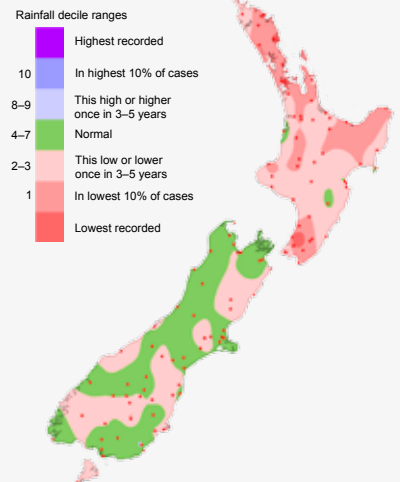 Rainfall decile ranges
Highest recorded
10 In highest 10% of cases
8–9 This high or higher
once in 3–5 years
4–7 Normal
2–3 This low or lower
once in 3–5 years
1 In lowest 10% of cases
Lowest recorded